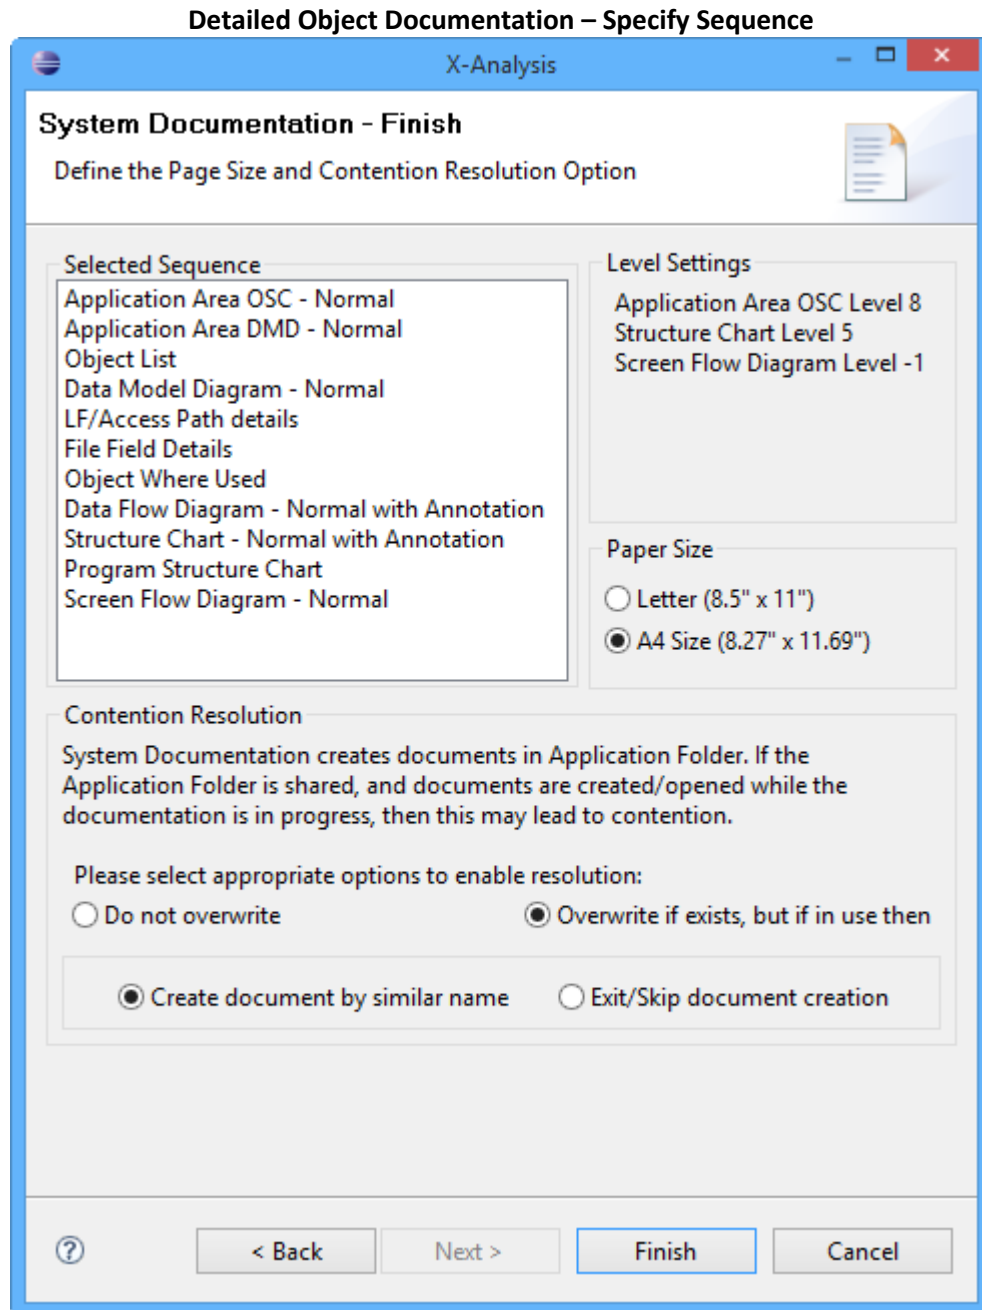 Detailed Object Documentation – Specify Sequence
X-Analysis
System Documentation - Finish
Define the Page Size and Contention Resolution Option
Selected Sequence
Application Area OSC - Normal
Application Area DMD - Normal
Object List
Data Model Diagram - Normal
LF/Access Path details
File Field Details
Object Where Used
Data Flow Diagram - Normal with Annotation
Structure Chart - Normal with Annotation
Program Structure Chart
Screen Flow Diagram - Normal
Level Settings
Application Area OSC Level 8
Structure Chart Level 5
Screen Flow Diagram Level -1
Paper Size
Letter (8.5" x 11")
A4 Size (8.27" x 11.69")
Contention Resolution
System Documentation creates documents in Application Folder. If the
Application Folder is shared, and documents are created/opened while the
documentation is in progress, then this may lead to contention.
Please select appropriate options to enable resolution:
Do not overwrite
Overwrite if exists, but if in use then
Create document by similar name
Exit/Skip document creation
?
< Back
Next >
Finish
Cancel